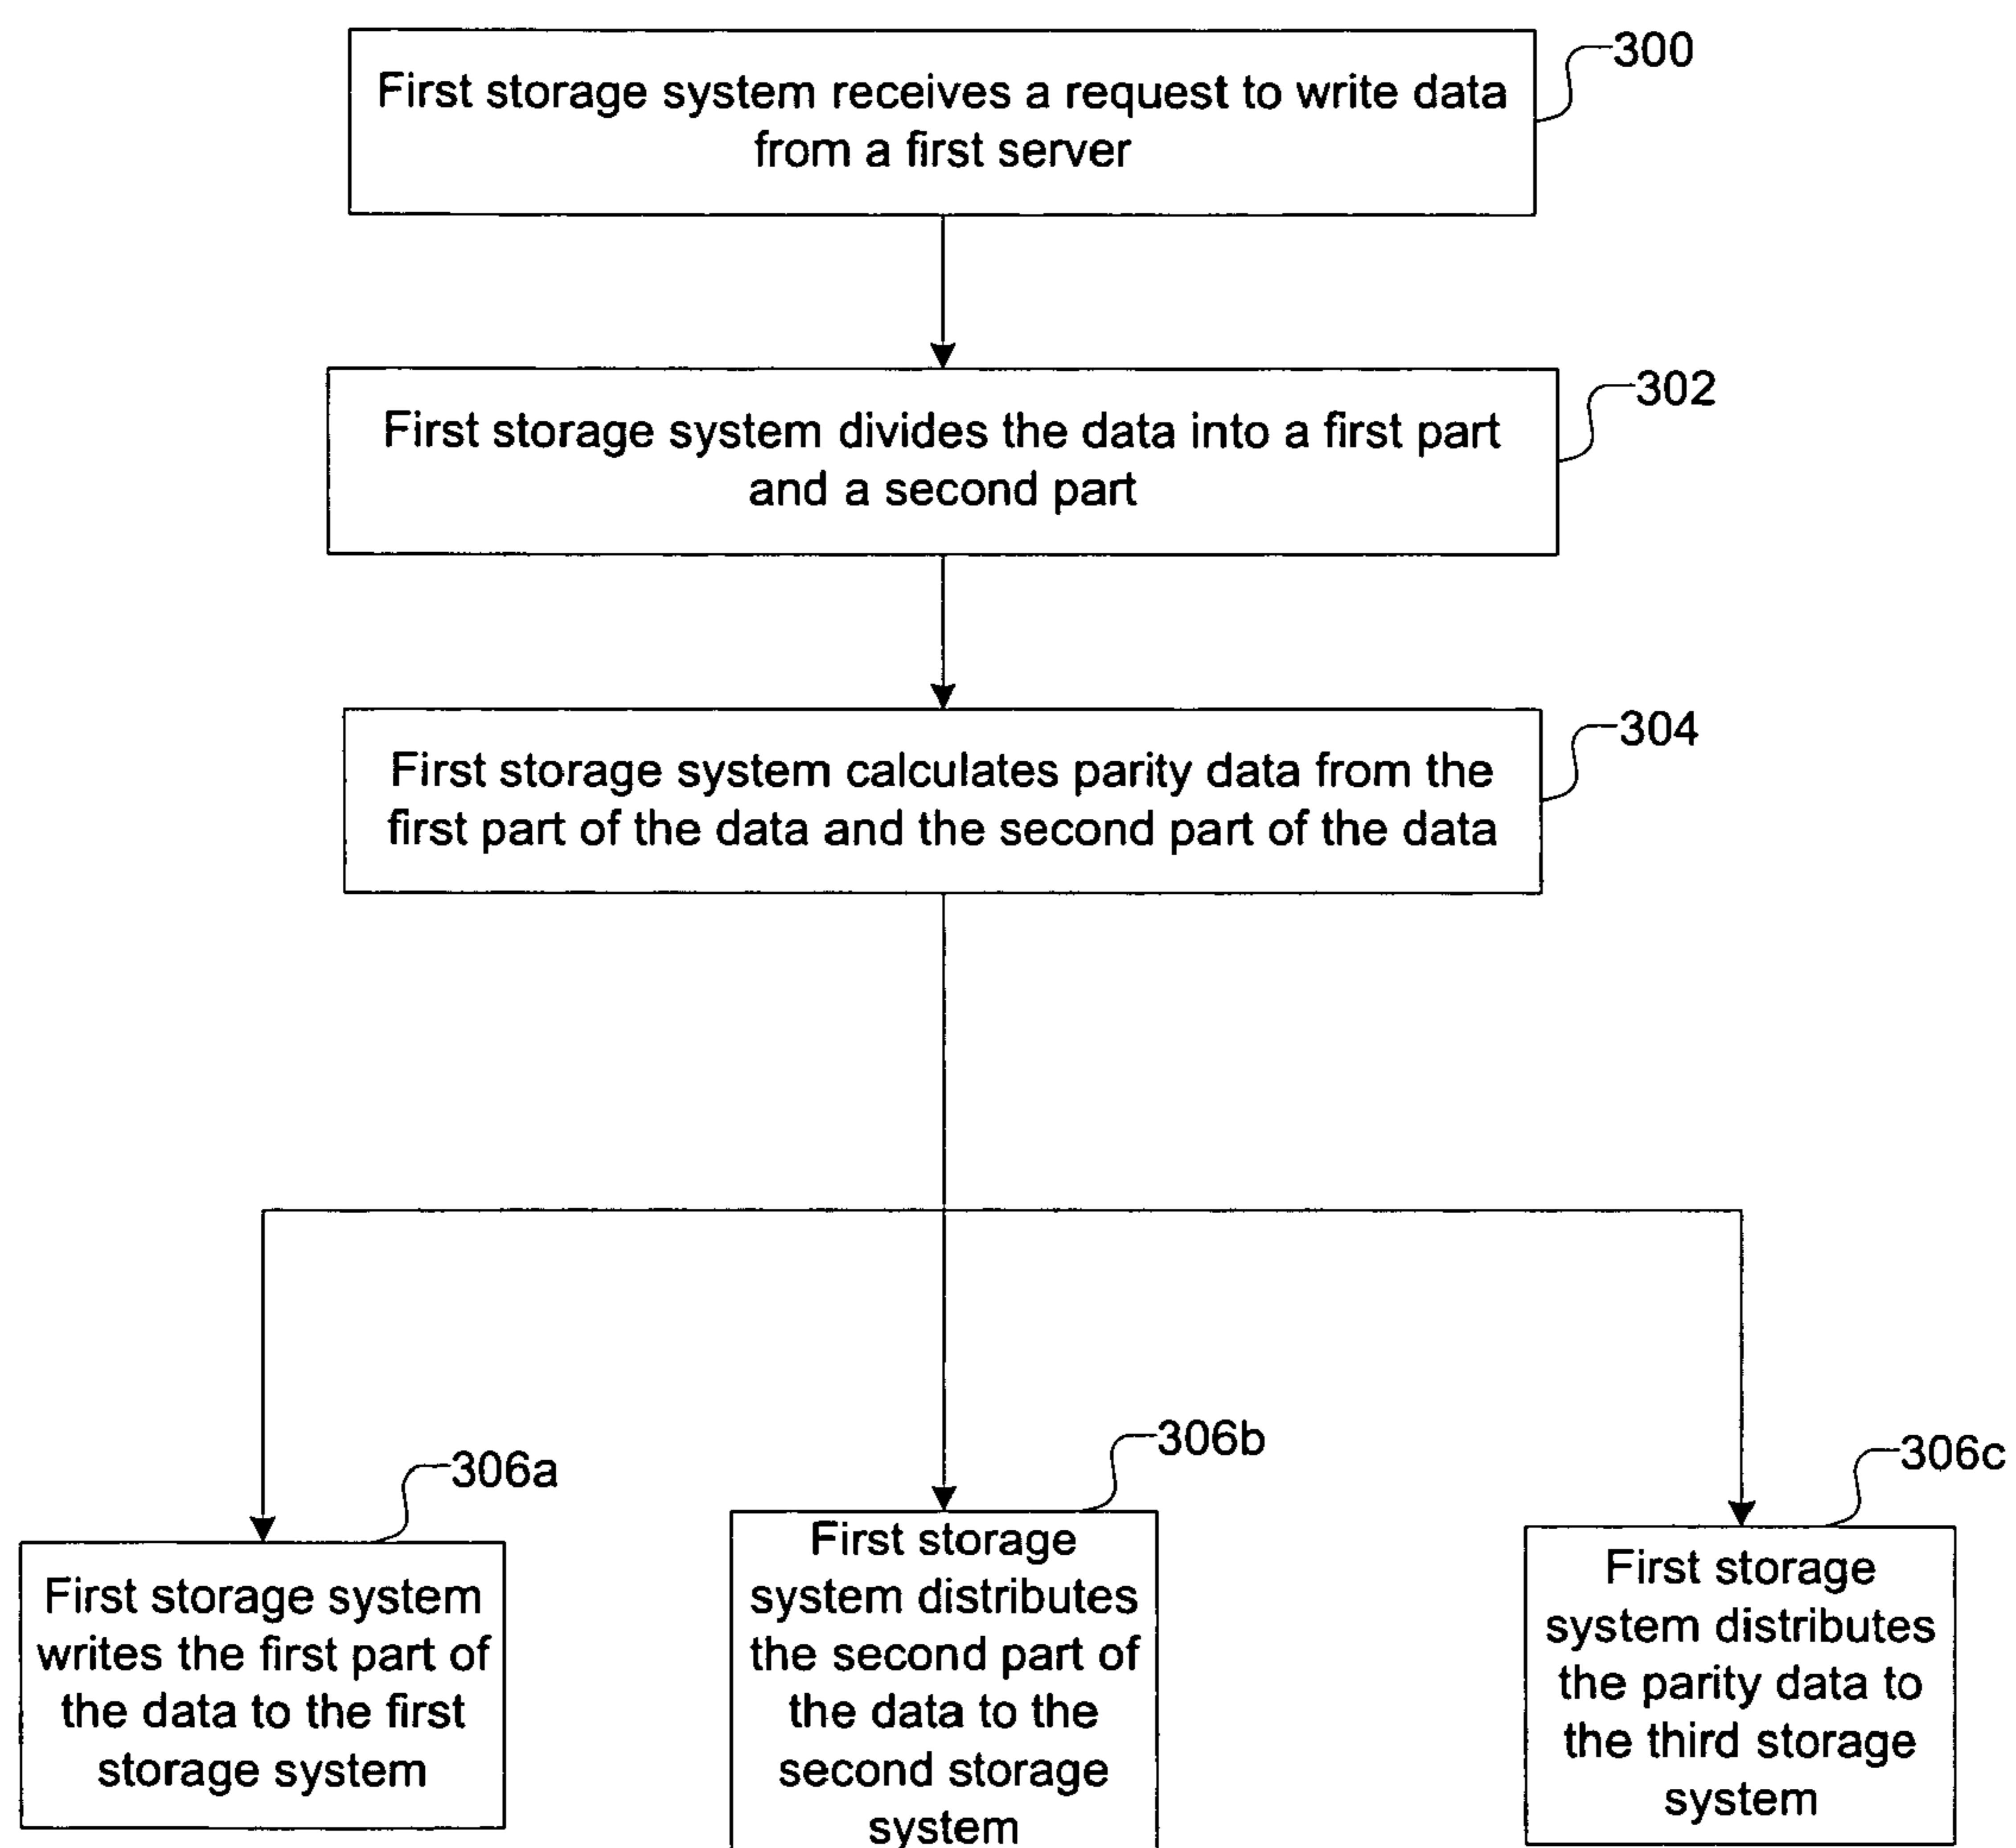 First storage system receives a request to write data
from a first server
300
First storage system divides the data into a first part
and a second part
302
First storage system calculates parity data from the
first part of the data and the second part of the data
304
306a
First storage system
writes the first part of
the data to the first
storage system
306b
First storage
system distributes
the second part of
the data to the
second storage
system
306c
First storage
system distributes
the parity data to
the third storage
system